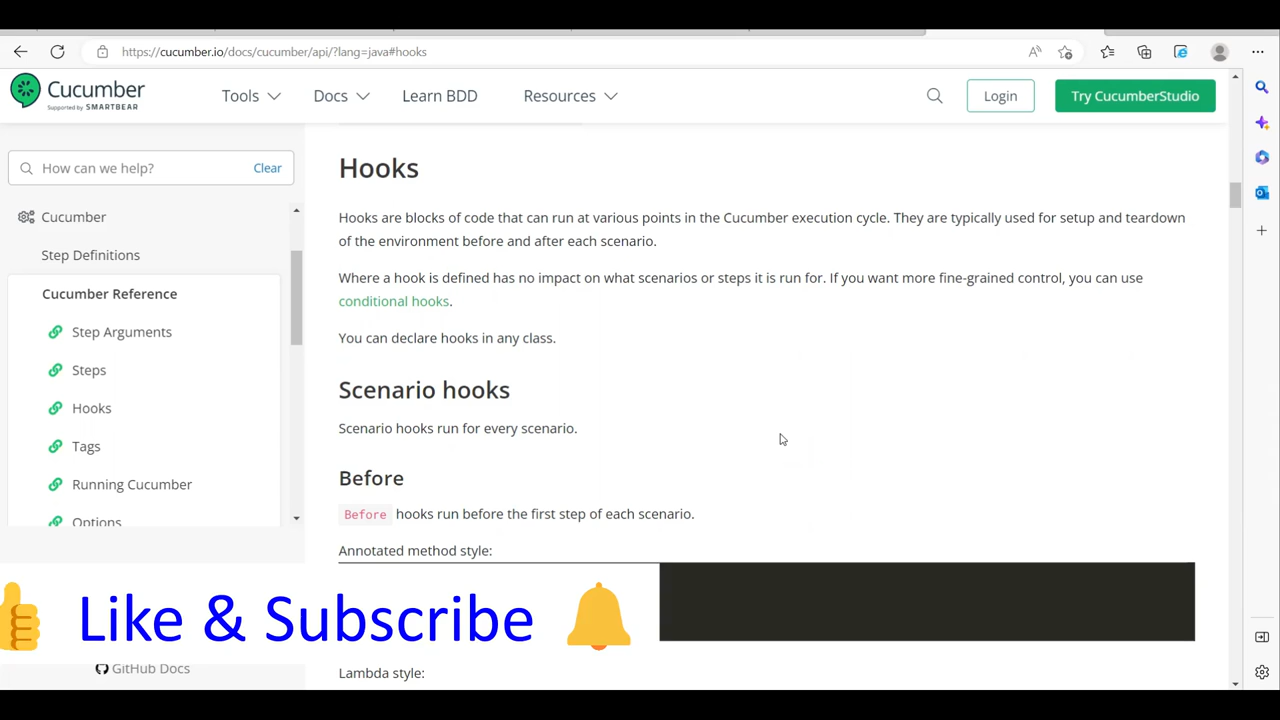 https://cucumber.io/docs/cucumber/api/?lang=java#hooks
Cucumber
Supported by SMARTBEAR
Tools
Docs
Learn BDD
Resources
Login
Try CucumberStudio
How can we help?
Clear
Cucumber
Step Definitions
Cucumber Reference
Step Arguments
Steps
Hooks
Tags
Running Cucumber
Options
GitHub Docs
Hooks
Hooks are blocks of code that can run at various points in the Cucumber execution cycle. They are typically used for setup and teardown
of the environment before and after each scenario.
Where a hook is defined has no impact on what scenarios or steps it is run for. If you want more fine-grained control, you can use
conditional hooks.
You can declare hooks in any class.
Scenario hooks
Scenario hooks run for every scenario.
Before
Before hooks run before the first step of each scenario.
Annotated method style:
Like & Subscribe
Lambda style: